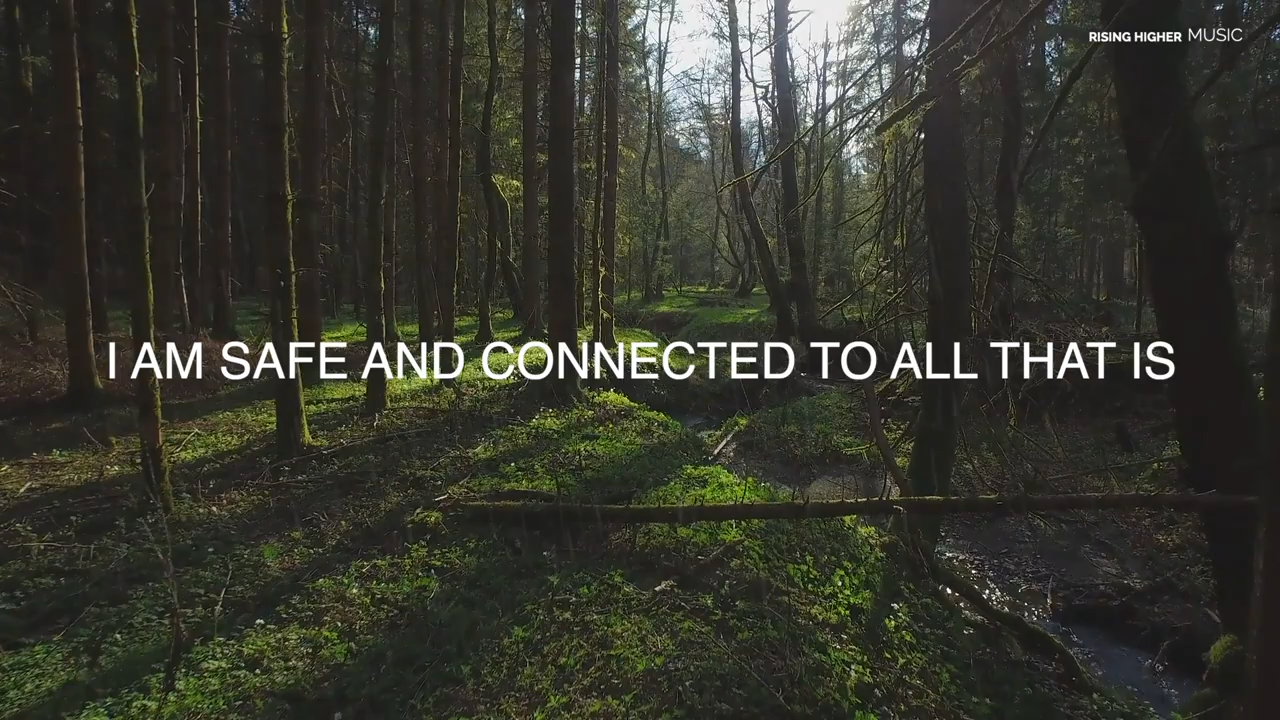 RISING HIGHER MUSIC
I AM SAFE AND CONNECTED TO ALL THAT IS